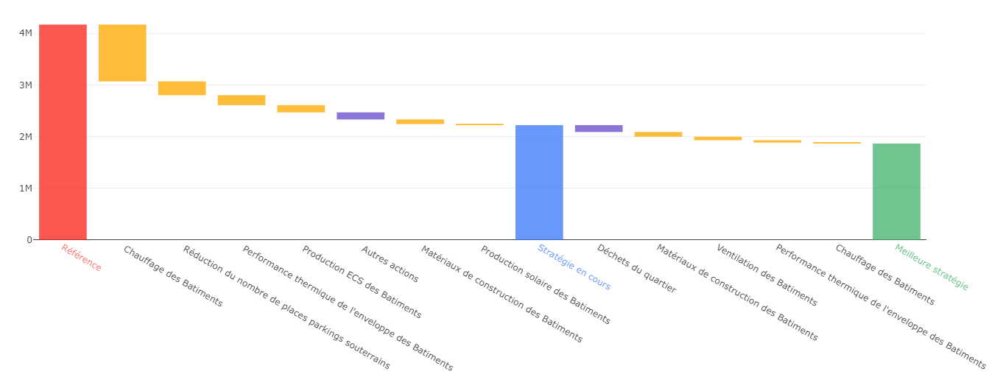 4M
3M
2M
1M
0
Référence
Chauffage des Batiments
Réduction du nombre de places parkings souterrains
Performance thermique de l'enveloppe des Batiments
Production ECS des Batiments
Autres actions
Matériaux de construction des Batiments
Production solaire des Batiments
Stratégie en cours
Déchets du quartier
Matériaux de construction des Batiments
Ventilation des Batiments
Performance thermique de l'enveloppe des Batiments
Chauffage des Batiments
Meilleure stratégie